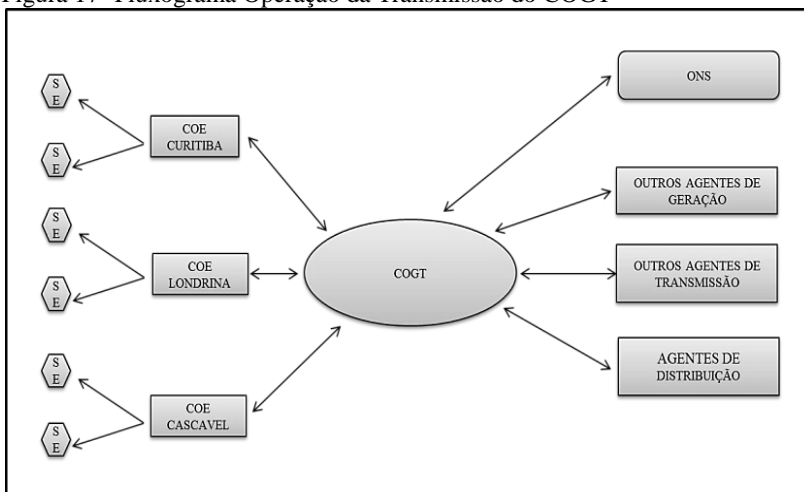 Figura 17- Fluxograma Operação da Transmissão do COGT
S
E
S
E
COE
CURITIBA
S
E
S
E
COE
LONDRINA
S
E
S
E
COE
CASCAVEL
COGT
ONS
OUTROS AGENTES DE
GERAÇÃO
OUTROS AGENTES DE
TRANSMISSÃO
AGENTES DE
DISTRIBUIÇÃO